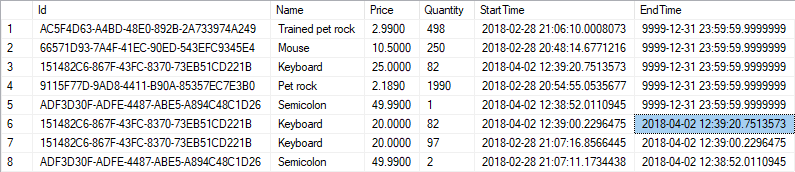 Id Name Price Quantity StartTime EndTime
1 AC5F4D63-A4BD-48E0-892B-2A733974A249 Trained pet rock 2.9900 498 2018-02-28 21:06:10.0008073 9999-12-31 23:59:59.9999999
2 66571D93-7A4F-41EC-90ED-543EFC9345E4 Mouse 10.5000 250 2018-02-28 20:48:14.6771216 9999-12-31 23:59:59.9999999
3 151482C6-867F-43FC-8370-73EB51CD221B Keyboard 25.0000 82 2018-04-02 12:39:20.7513573 9999-12-31 23:59:59.9999999
4 9115F77D-9AD8-4411-B90A-85357EC7E3B0 Pet rock 2.1890 1990 2018-02-28 20:54:55.0535677 9999-12-31 23:59:59.9999999
5 ADF3D30F-ADFE-4487-ABE5-A894C48C1D26 Semicolon 49.9900 1 2018-04-02 12:38:52.0110945 9999-12-31 23:59:59.9999999
6 151482C6-867F-43FC-8370-73EB51CD221B Keyboard 20.0000 82 2018-04-02 12:39:00.2296475 2018-04-02 12:39:20.7513573
7 151482C6-867F-43FC-8370-73EB51CD221B Keyboard 20.0000 97 2018-02-28 21:07:16.8566445 2018-04-02 12:39:00.2296475
8 ADF3D30F-ADFE-4487-ABE5-A894C48C1D26 Semicolon 49.9900 2 2018-02-28 21:07:11.1734438 2018-04-02 12:38:52.0110945